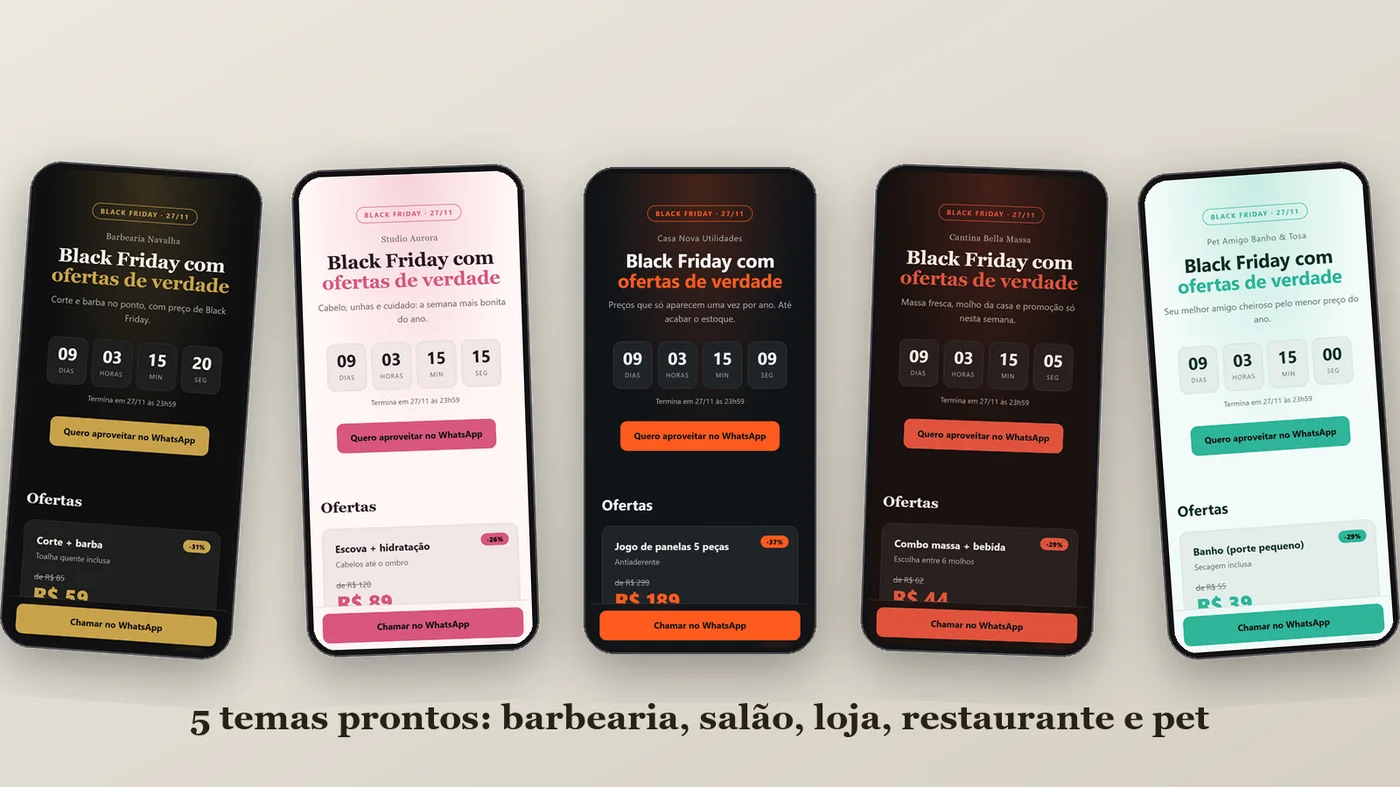 BLACK FRIDAY · 27/11
Barbearia Navalha
Black Friday com
ofertas de verdade
Corte e barba no ponto, com preço de Black
Friday.
09 03 15 20
DIAS HORAS MIN SEG
Termina em 27/11 às 23h59
Quero aproveitar no WhatsApp
Ofertas
Corte + barba -31%
Toalha quente inclusa
de R$ 85
R$ 59
Chamar no WhatsApp
BLACK FRIDAY · 27/11
Studio Aurora
Black Friday com
ofertas de verdade
Cabelo, unhas e cuidado: a semana mais bonita
do ano.
09 03 15 15
DIAS HORAS MIN SEG
Termina em 27/11 às 23h59
Quero aproveitar no WhatsApp
Ofertas
Escova + hidratação -26%
Cabelos até o ombro
de R$ 120
R$ 89
Chamar no WhatsApp
BLACK FRIDAY · 27/11
Casa Nova Utilidades
Black Friday com
ofertas de verdade
Preços que só aparecem uma vez por ano. Até
acabar o estoque.
09 03 15 09
DIAS HORAS MIN SEG
Termina em 27/11 às 23h59
Quero aproveitar no WhatsApp
Ofertas
Jogo de panelas 5 peças -37%
Antiaderente
de R$ 299
R$ 189
Chamar no WhatsApp
BLACK FRIDAY · 27/11
Cantina Bella Massa
Black Friday com
ofertas de verdade
Massa fresca, molho da casa e promoção só
nesta semana.
09 03 15 05
DIAS HORAS MIN SEG
Termina em 27/11 às 23h59
Quero aproveitar no WhatsApp
Ofertas
Combo massa + bebida -29%
Escolha entre 6 molhos
de R$ 62
R$ 44
Chamar no WhatsApp
BLACK FRIDAY · 27/11
Pet Amigo Banho & Tosa
Black Friday com
ofertas de verdade
Seu melhor amigo cheiroso pelo menor preço do
ano.
09 03 15 00
DIAS HORAS MIN SEG
Termina em 27/11 às 23h59
Quero aproveitar no WhatsApp
Ofertas
Banho (porte pequeno) -29%
Secagem inclusa
de R$ 55
R$ 39
Chamar no WhatsApp
5 temas prontos: barbearia, salão, loja, restaurante e pet